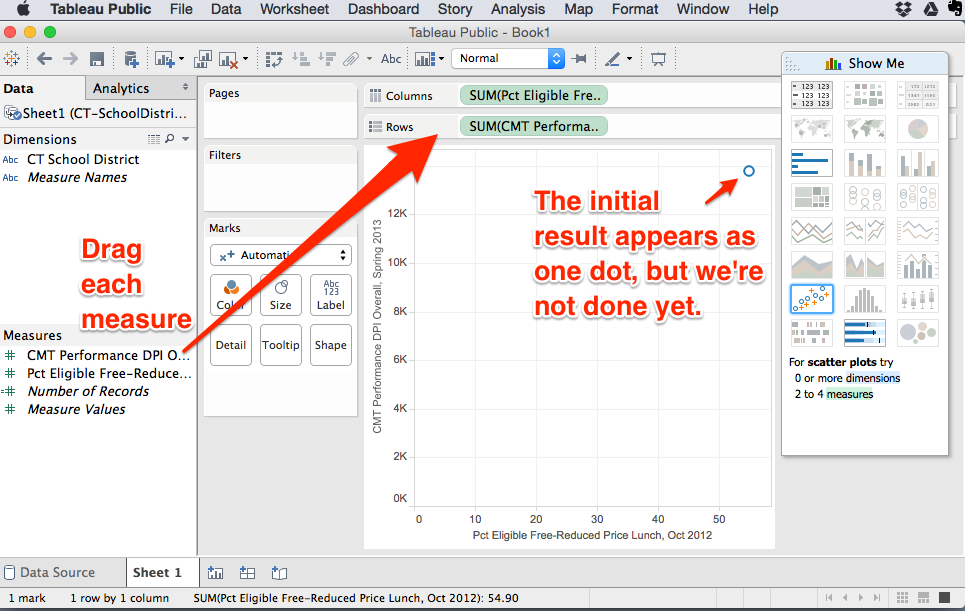 Tableau Public File Data Worksheet Dashboard Story Analysis Map Format Window Help
Tableau Public - Book1
Abc Normal
Show Me
Data Analytics
Sheet1 (CT-SchoolDistri...
Dimensions
Abc CT School District
Abc Measure Names
Measures
CMT Performance DPI O...
Pct Eligible Free-Reduce...
Number of Records
Measure Values
Pages
Filters
Marks
Automati
Color
Size
Abc
123
Label
Detail
Tooltip
Shape
Columns SUM(Pct Eligible Fre..
Rows SUM(CMT Performa..
Drag
each
measure
The initial
result appears as
one dot, but we're
not done yet.
CMT Performance DPI Overall, Spring 2013
12K
10K
8K
6K
4K
2K
0K
0 10 20 30 40 50
Pct Eligible Free-Reduced Price Lunch, Oct 2012
For scatter plots try
0 or more dimensions
2 to 4 measures
Data Source Sheet 1
1 mark 1 row by 1 column SUM(Pct Eligible Free-Reduced Price Lunch, Oct 2012): 54.90